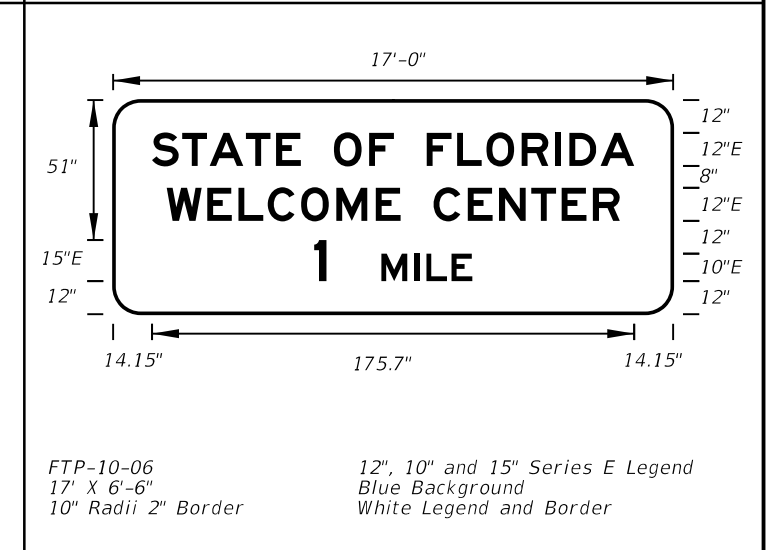 17'-0"
STATE OF FLORIDA
WELCOME CENTER
1 MILE
51"
15"E
12"
12"
12"E
8"
12"E
12"
10"E
12"
14.15"
175.7"
14.15"
FTP-10-06
17' X 6'-6"
10" Radii 2" Border
12", 10" and 15" Series E Legend
Blue Background
White Legend and Border